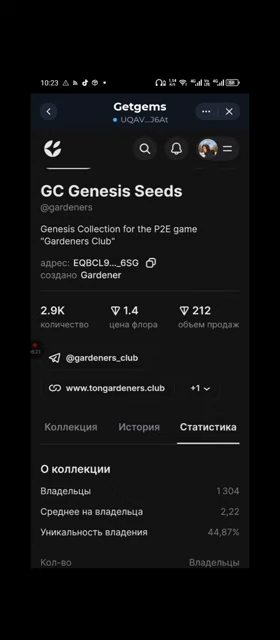 10:23
Getgems
UQAV...J6At
GC Genesis Seeds
@gardeners
Genesis Collection for the P2E game
"Gardeners Club"
адрес: EQBCL9..._6SG
создано Gardener
2.9K
1.4
212
количество
цена флора
объем продаж
@gardeners_club
www.tongardeners.club
+1
Коллекция
История
Статистика
О коллекции
Владельцы
1 304
Среднее на владельца
2,22
Уникальность владения
44,87%
Кол-во
Владельцы